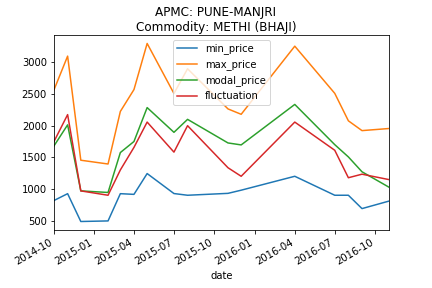 APMC: PUNE-MANJRI
Commodity: METHI (BHAJI)
min_price
max_price
modal_price
fluctuation
3000
2500
2000
1500
1000
500
2014-10
2015-01
2015-04
2015-07
2015-10
2016-01
2016-04
2016-07
2016-10
date